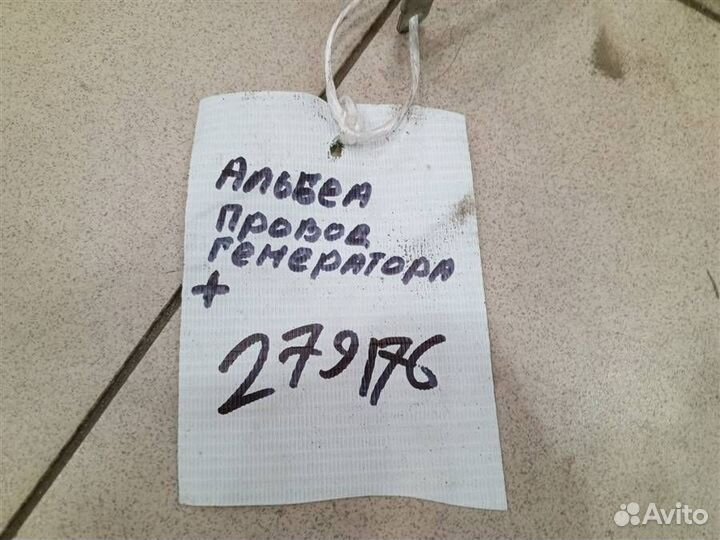 Альбеа
провод
генератора
+
279176
Avito